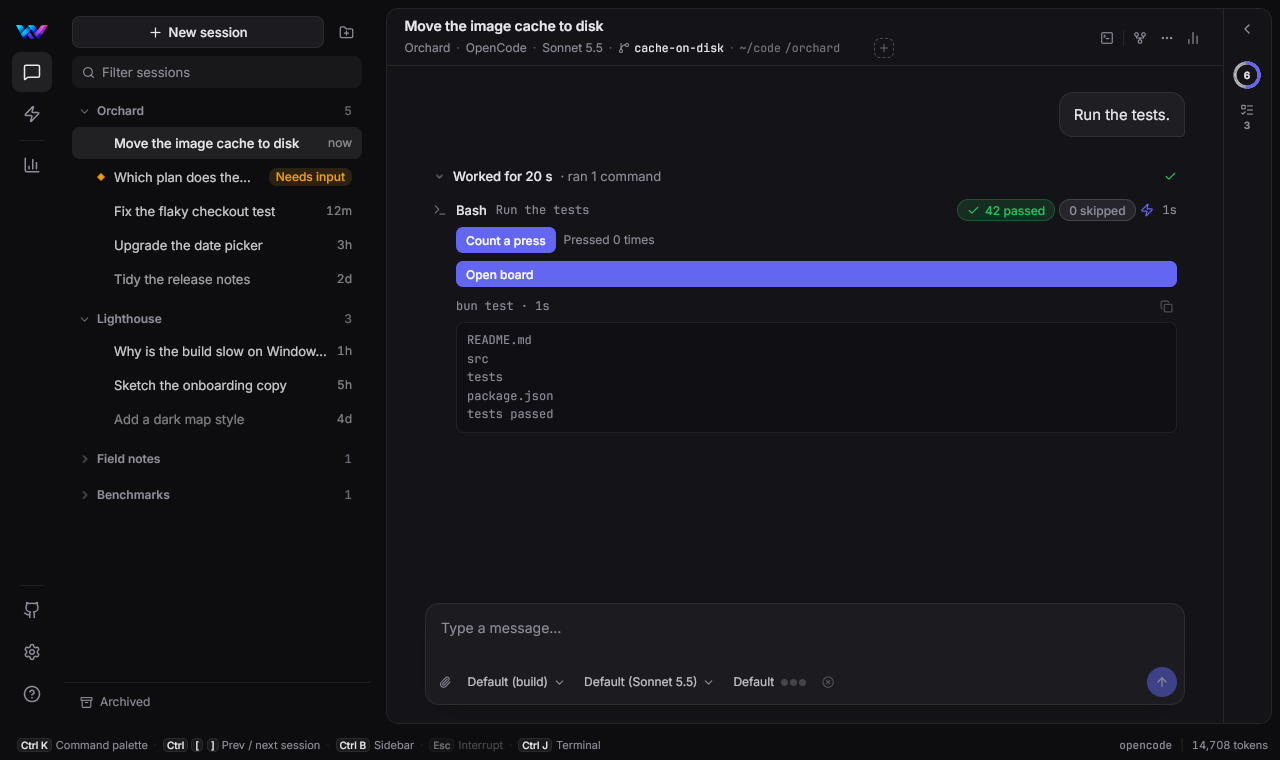 New session
Filter sessions
Orchard 5
Move the image cache to disk now
Which plan does the... Needs input
Fix the flaky checkout test 12m
Upgrade the date picker 3h
Tidy the release notes 2d
Lighthouse 3
Why is the build slow on Window... 1h
Sketch the onboarding copy 5h
Add a dark map style 4d
Field notes 1
Benchmarks 1
Archived
Move the image cache to disk
Orchard · OpenCode · Sonnet 5.5 · cache-on-disk · ~/code /orchard
6
3
Run the tests.
Worked for 20 s · ran 1 command
Bash Run the tests 42 passed 0 skipped 1s
Count a press Pressed 0 times
Open board
bun test · 1s
README.md
src
tests
package.json
tests passed
Type a message...
Default (build) Default (Sonnet 5.5) Default
Ctrl K Command palette · Ctrl [ ] Prev / next session · Ctrl B Sidebar · Esc Interrupt · Ctrl J Terminal
opencode 14,708 tokens